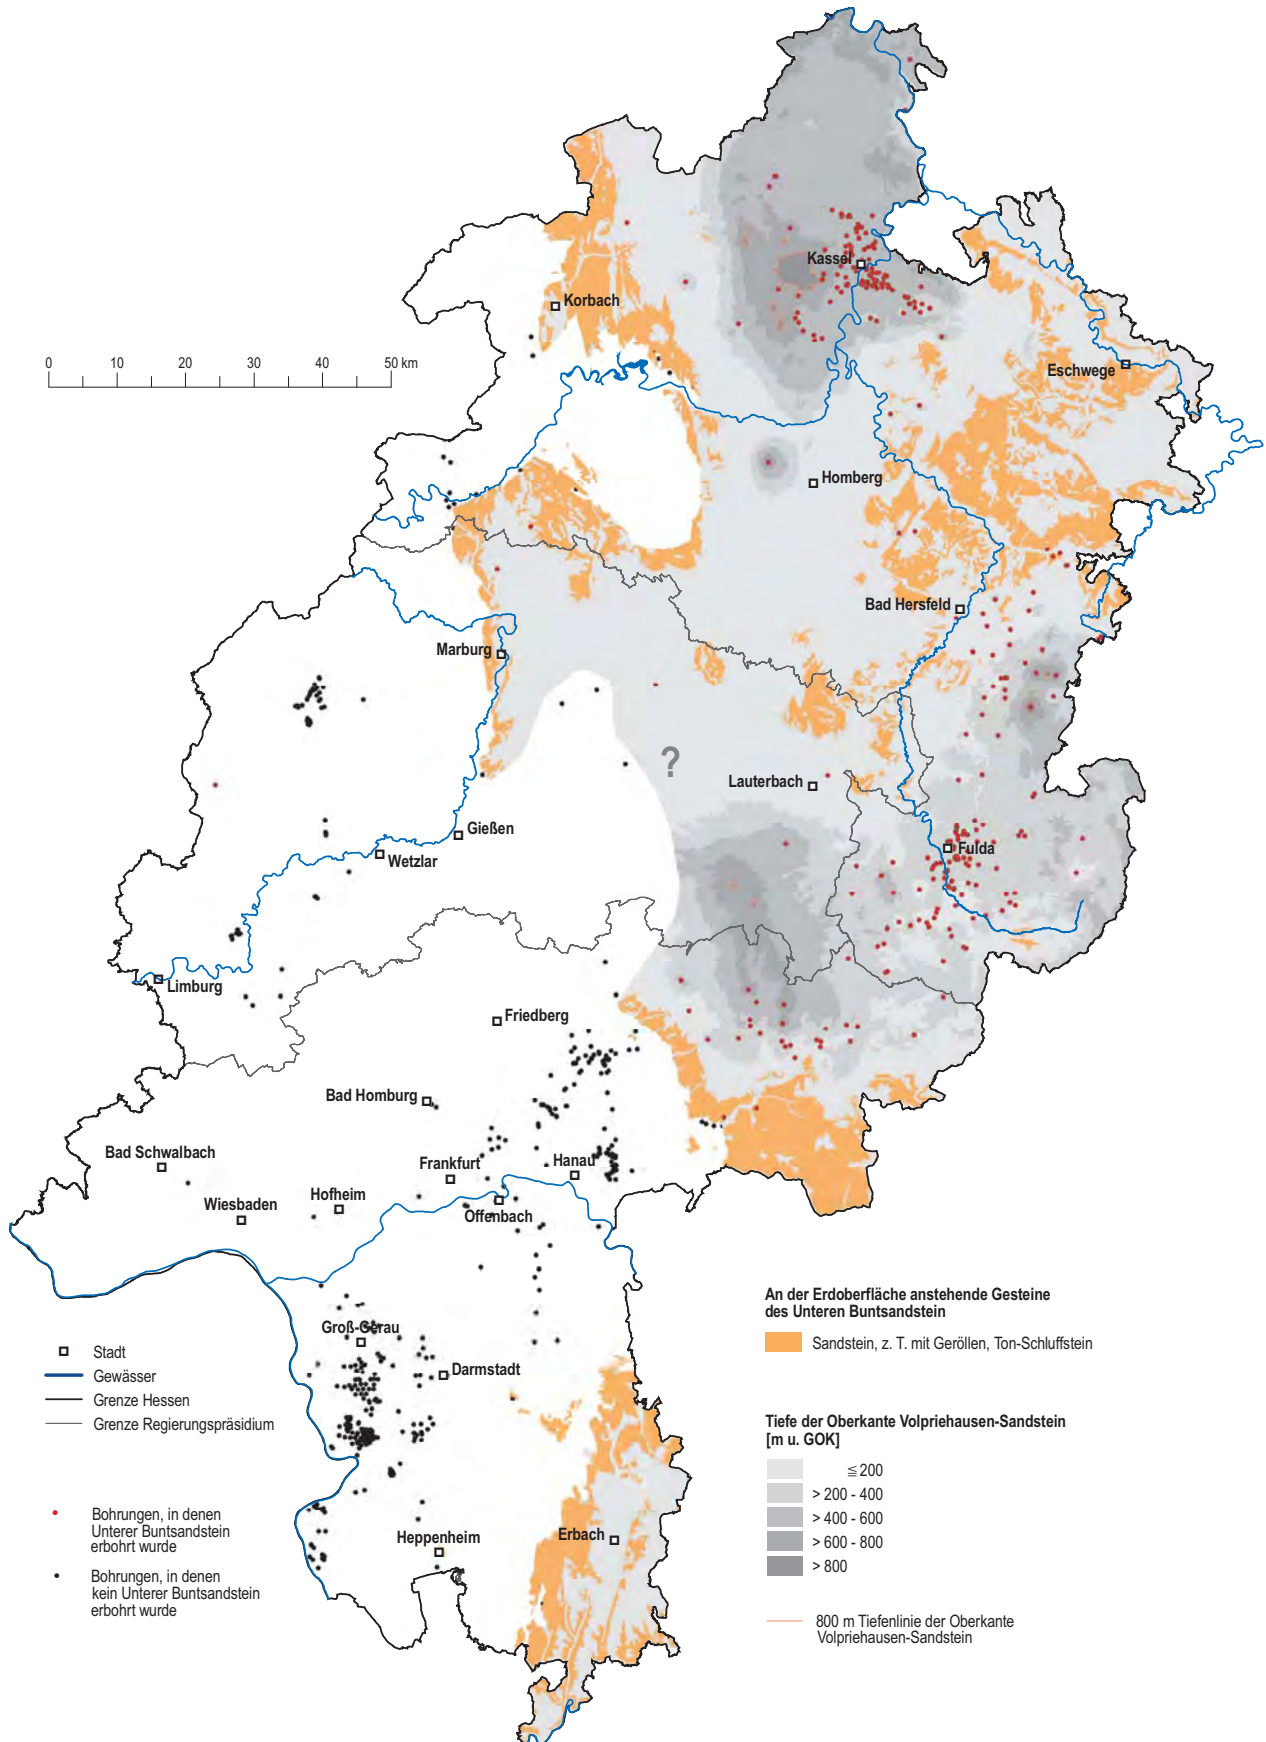 Kassel
Korbach
0 10 20 30 40 50 km
Eschwege
Homberg
Bad Hersfeld
Marburg
?
Lauterbach
Gießen
Fulda
Wetzlar
Limburg
Friedberg
Bad Homburg
Bad Schwalbach
Frankfurt
Hanau
Hofheim
Wiesbaden
Offenbach
Groß-Gerau
Darmstadt
Heppenheim
Erbach
Stadt
Gewässer
Grenze Hessen
Grenze Regierungspräsidium
Bohrungen, in denen
Unterer Buntsandstein
erbohrt wurde
Bohrungen, in denen
kein Unterer Buntsandstein
erbohrt wurde
An der Erdoberfläche anstehende Gesteine
des Unteren Buntsandstein
Sandstein, z. T. mit Geröllen, Ton-Schluffstein
Tiefe der Oberkante Volpriehausen-Sandstein
[m u. GOK]
≦ 200
> 200 - 400
> 400 - 600
> 600 - 800
> 800
800 m Tiefenlinie der Oberkante
Volpriehausen-Sandstein